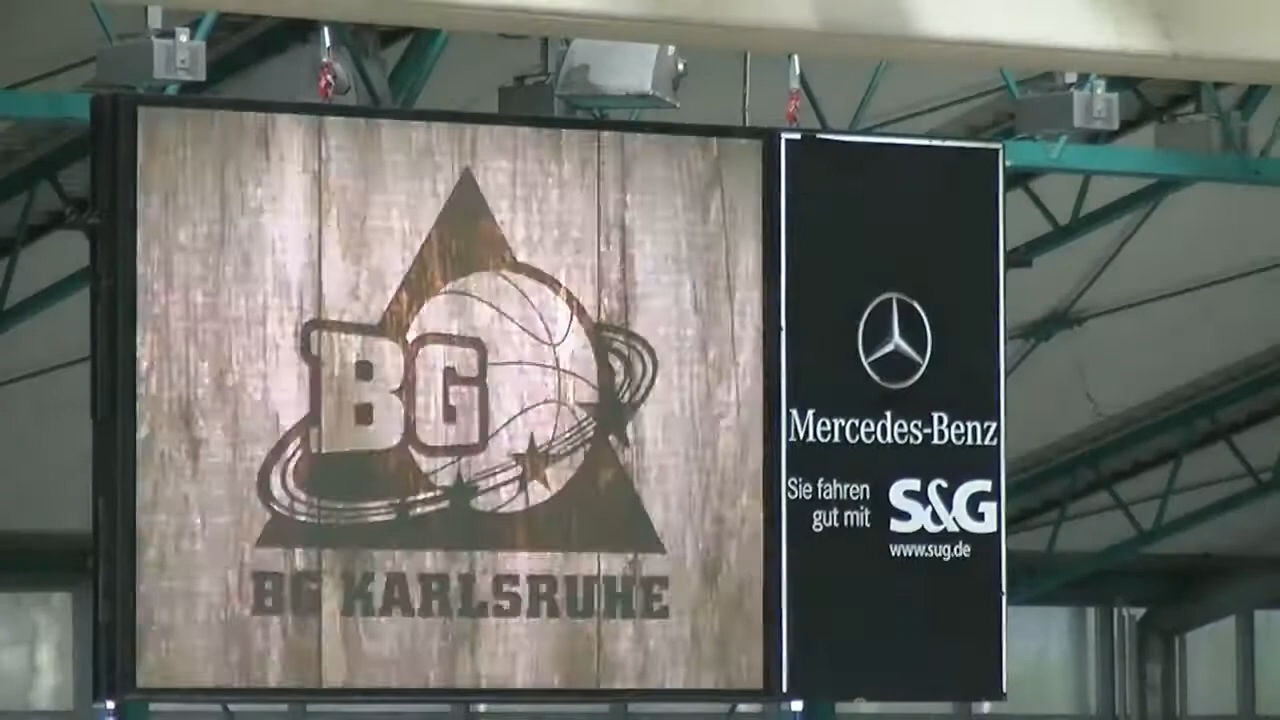 BG
BG KARLSRUHE
Mercedes-Benz
Sie fahren
gut mit
S&G
www.sug.de